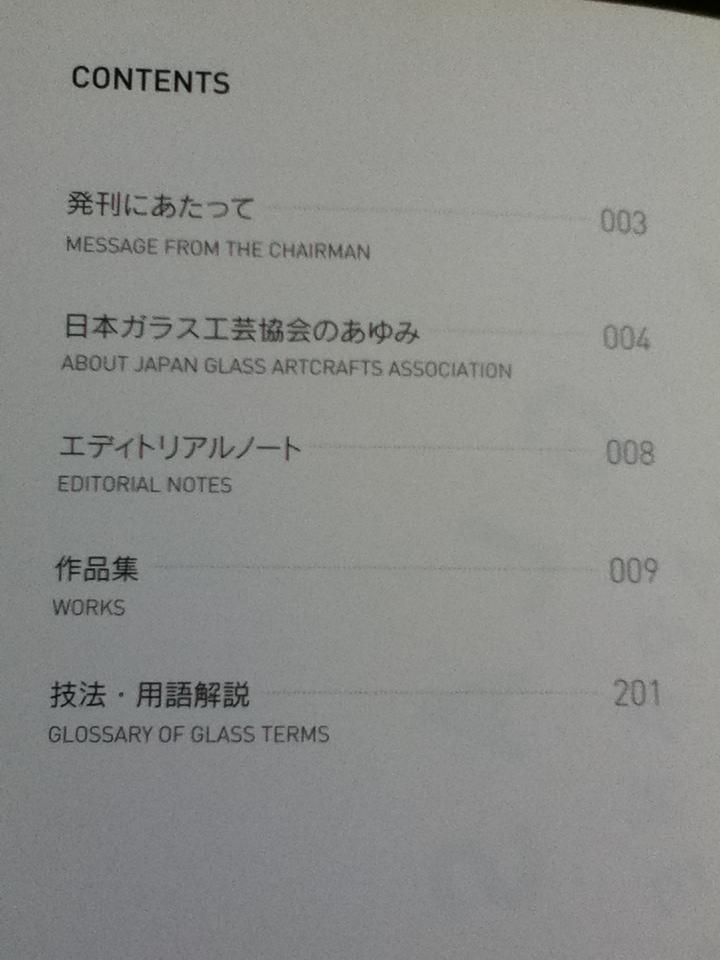 CONTENTS
発刊にあたって 003
MESSAGE FROM THE CHAIRMAN
日本ガラス工芸協会のあゆみ 004
ABOUT JAPAN GLASS ARTCRAFTS ASSOCIATION
エディトリアルノート 008
EDITORIAL NOTES
作品集 009
WORKS
技法・用語解説 201
GLOSSARY OF GLASS TERMS